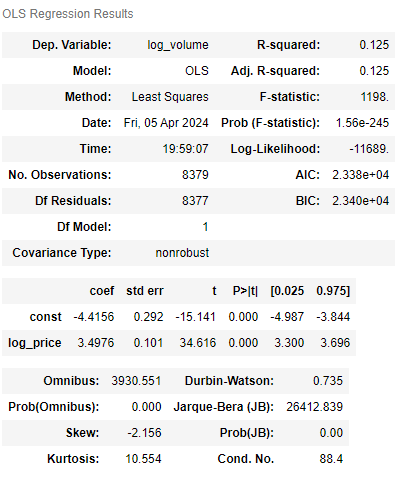 OLS Regression Results
Dep. Variable: log_volume R-squared: 0.125
Model: OLS Adj. R-squared: 0.125
Method: Least Squares F-statistic: 1198.
Date: Fri, 05 Apr 2024 Prob (F-statistic): 1.56e-245
Time: 19:59:07 Log-Likelihood: -11689.
No. Observations: 8379 AIC: 2.338e+04
Df Residuals: 8377 BIC: 2.340e+04
Df Model: 1
Covariance Type: nonrobust
coef std err t P>|t| [0.025 0.975]
const -4.4156 0.292 -15.141 0.000 -4.987 -3.844
log_price 3.4976 0.101 34.616 0.000 3.300 3.696
Omnibus: 3930.551 Durbin-Watson: 0.735
Prob(Omnibus): 0.000 Jarque-Bera (JB): 26412.839
Skew: -2.156 Prob(JB): 0.00
Kurtosis: 10.554 Cond. No. 88.4